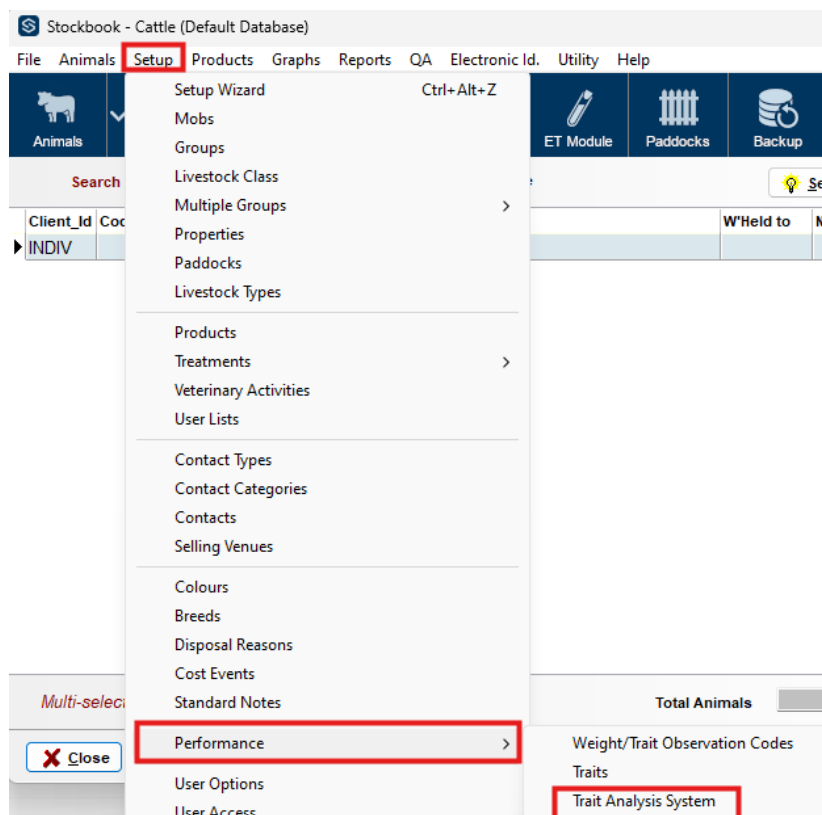 Stockbook - Cattle (Default Database)
File Animals Setup Products Graphs Reports QA Electronic Id. Utility Help
Animals
ET Module Paddocks Backup
Search
Client_Id
W'Held to
INDIV
Setup Wizard Ctrl+Alt+Z
Mobs
Groups
Livestock Class
Multiple Groups
Properties
Paddocks
Livestock Types
Products
Treatments
Veterinary Activities
User Lists
Contact Types
Contact Categories
Contacts
Selling Venues
Colours
Breeds
Disposal Reasons
Cost Events
Standard Notes
Performance
User Options
User Access
Multi-selec
Total Animals
Close
Weight/Trait Observation Codes
Traits
Trait Analysis System